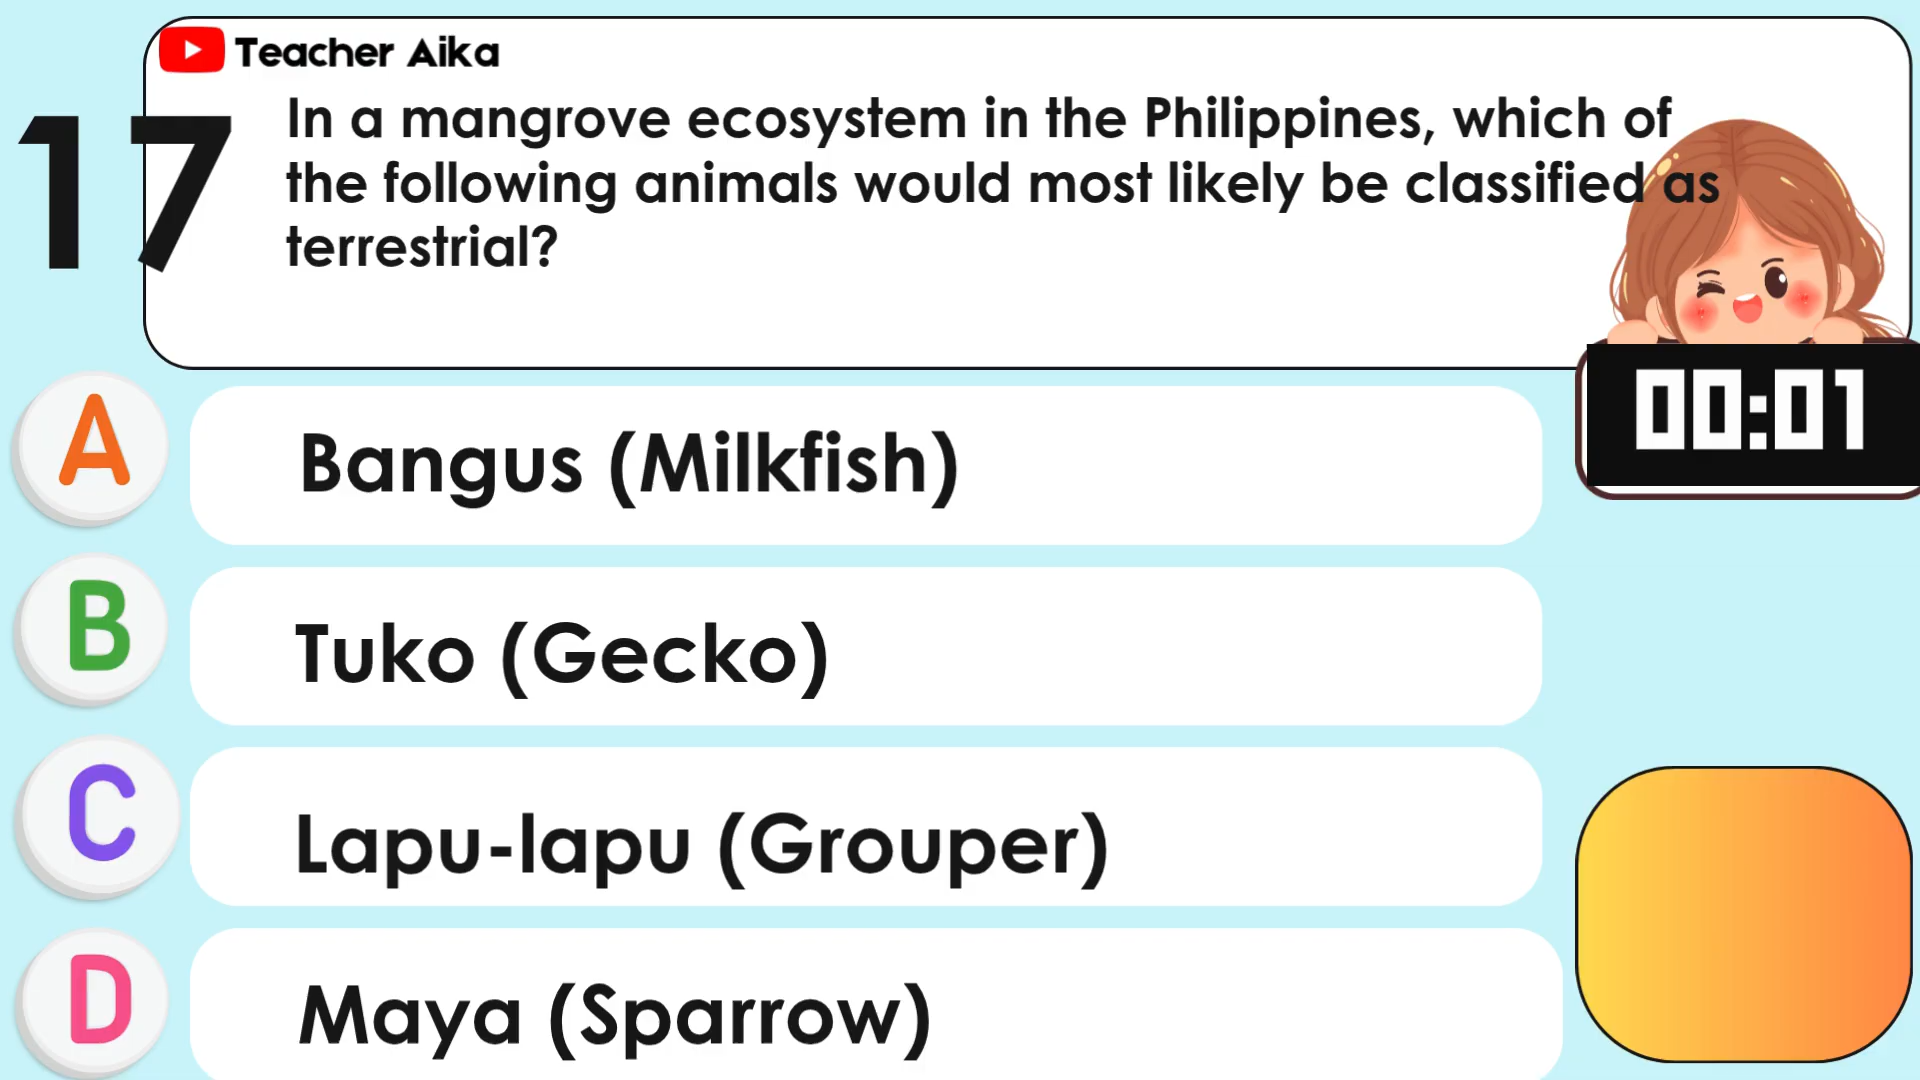 Teacher Aika
17
In a mangrove ecosystem in the Philippines, which of
the following animals would most likely be classified as
terrestrial?
00:01
A
Bangus (Milkfish)
B
Tuko (Gecko)
C
Lapu-lapu (Grouper)
D
Maya (Sparrow)